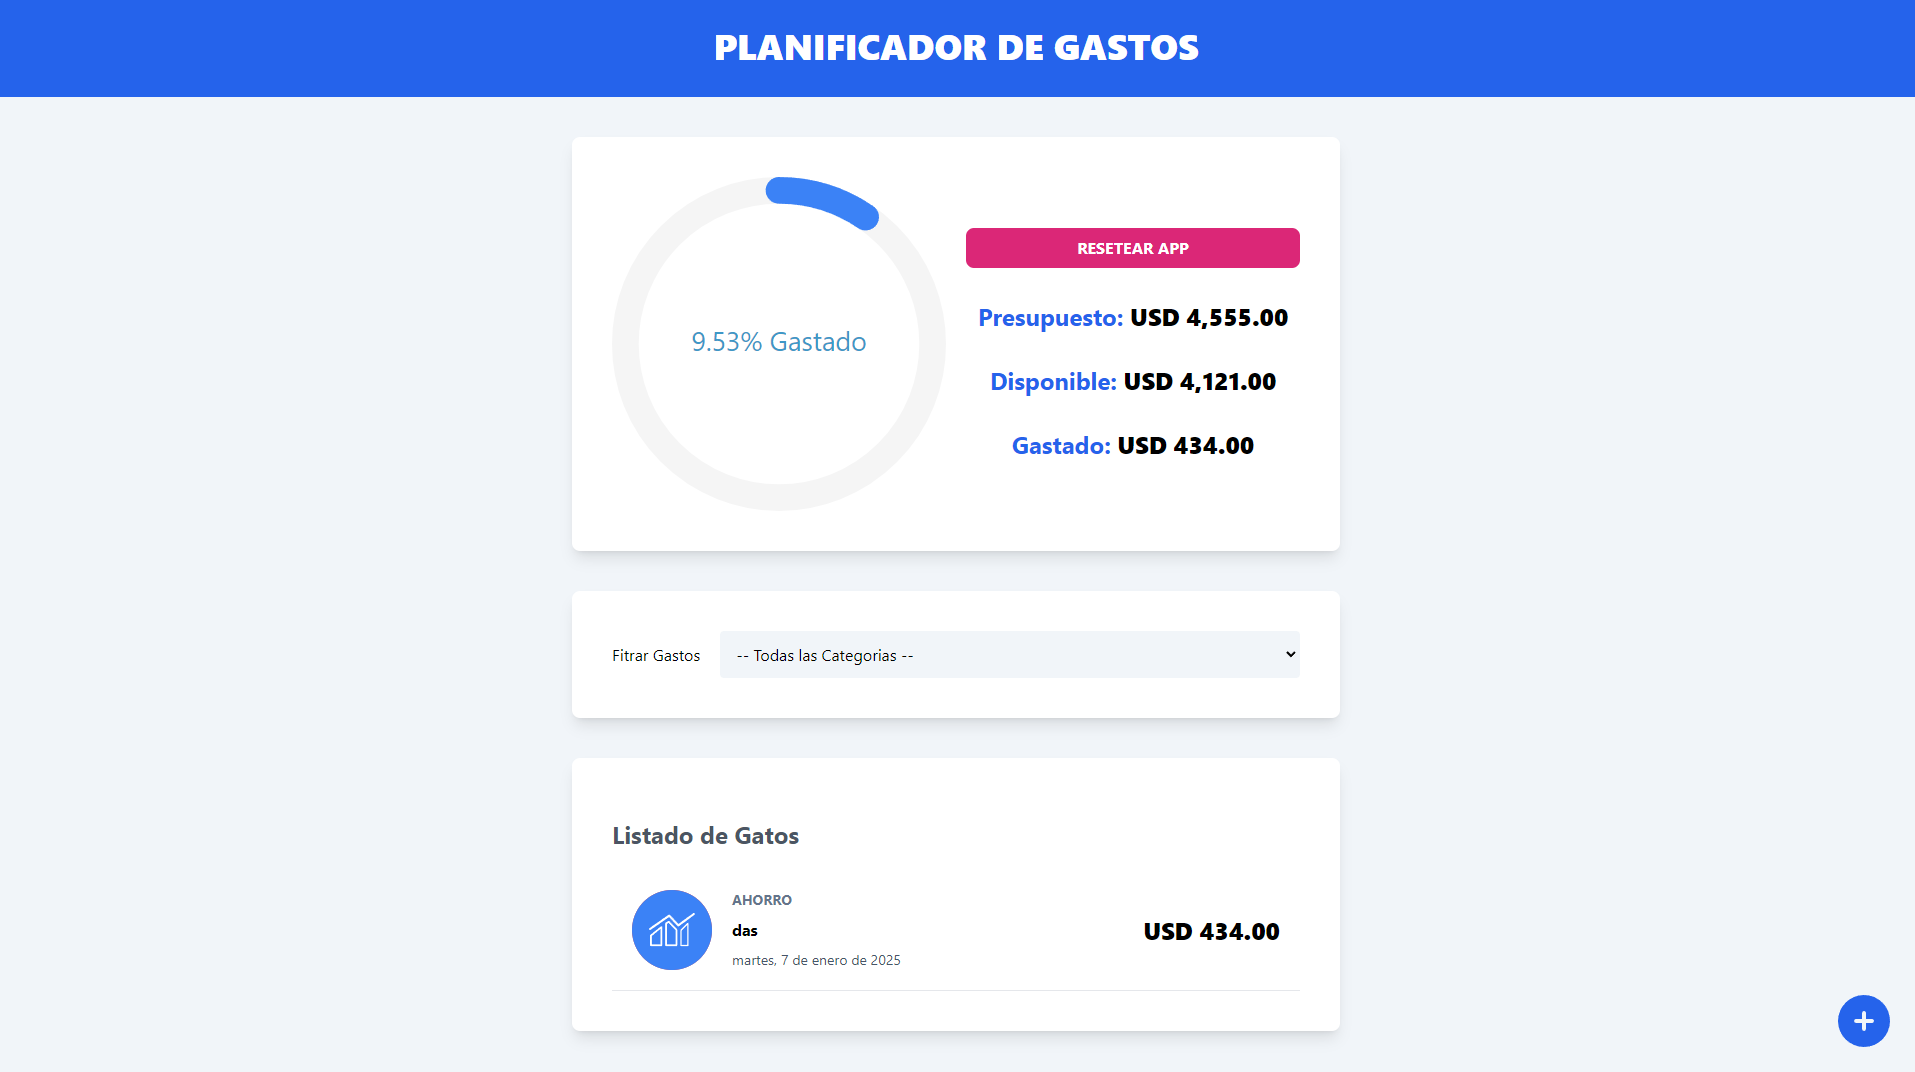 PLANIFICADOR DE GASTOS
9.53% Gastado
RESETEAR APP
Presupuesto: USD 4,555.00
Disponible: USD 4,121.00
Gastado: USD 434.00
Fitrar Gastos
-- Todas las Categorias --
Listado de Gatos
AHORRO
das
USD 434.00
martes, 7 de enero de 2025